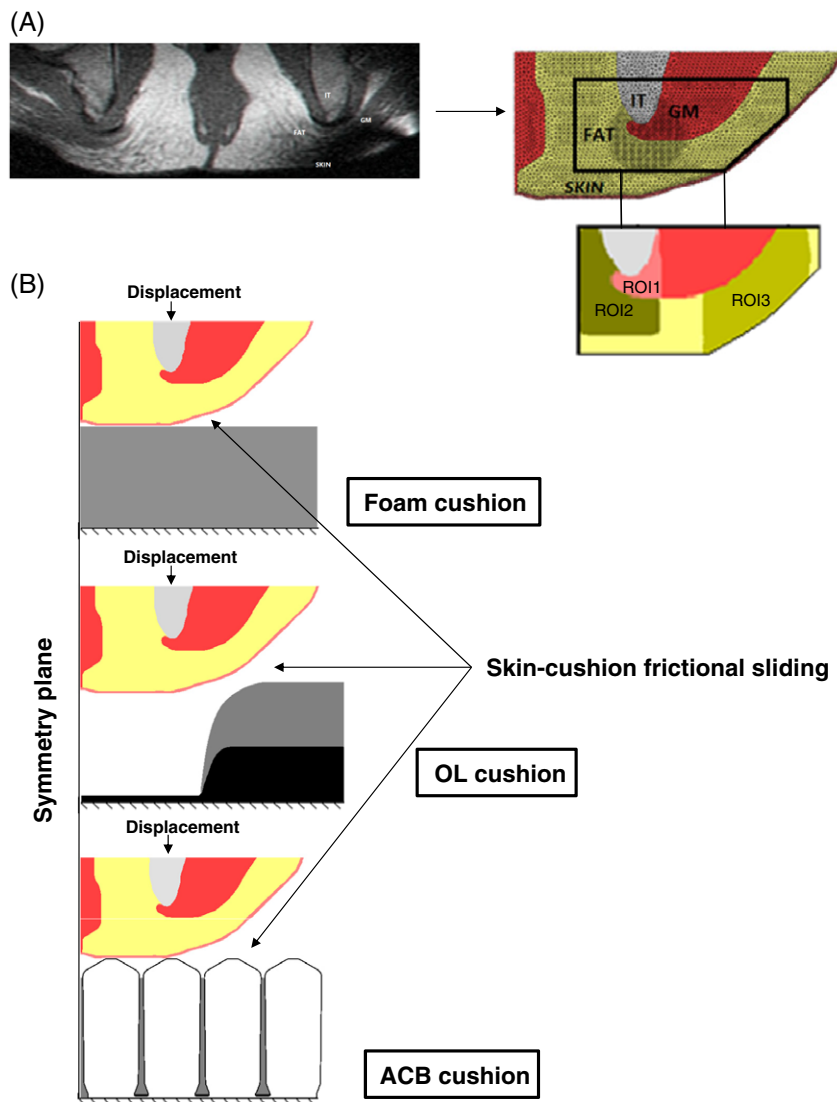 (A)
IT
GM
FAT
SKIN
IT
GM
FAT
SKIN
ROI1
ROI2
ROI3
(B)
Displacement
Foam cushion
Displacement
Symmetry plane
Skin-cushion frictional sliding
OL cushion
Displacement
ACB cushion